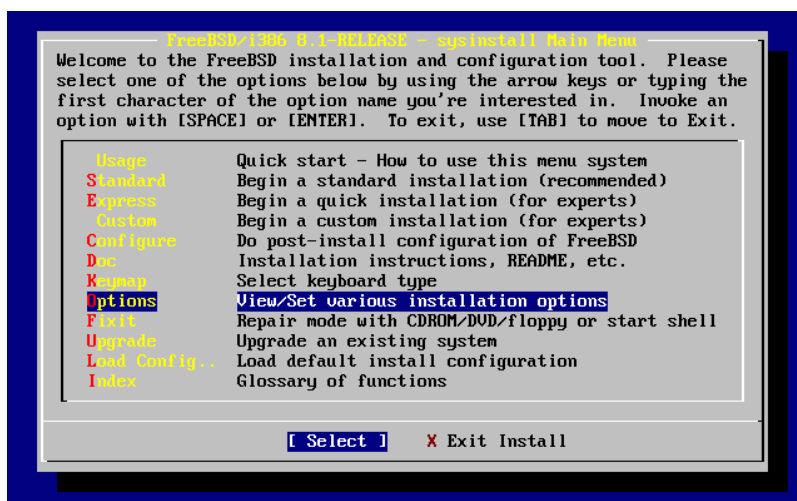 FreeBSD/i386 8.1-RELEASE - sysinstall Main Menu
Welcome to the FreeBSD installation and configuration tool.  Please
select one of the options below by using the arrow keys or typing the
first character of the option name you're interested in.  Invoke an
option with [SPACE] or [ENTER].  To exit, use [TAB] to move to Exit.
Usage Quick start - How to use this menu system
Standard Begin a standard installation (recommended)
Express Begin a quick installation (for experts)
Custom Begin a custom installation (for experts)
Configure Do post-install configuration of FreeBSD
Doc Installation instructions, README, etc.
Keymap Select keyboard type
Options View/Set various installation options
Fixit Repair mode with CDROM/DVD/floppy or start shell
Upgrade Upgrade an existing system
Load Config.. Load default install configuration
Index Glossary of functions
[ Select ] X Exit Install